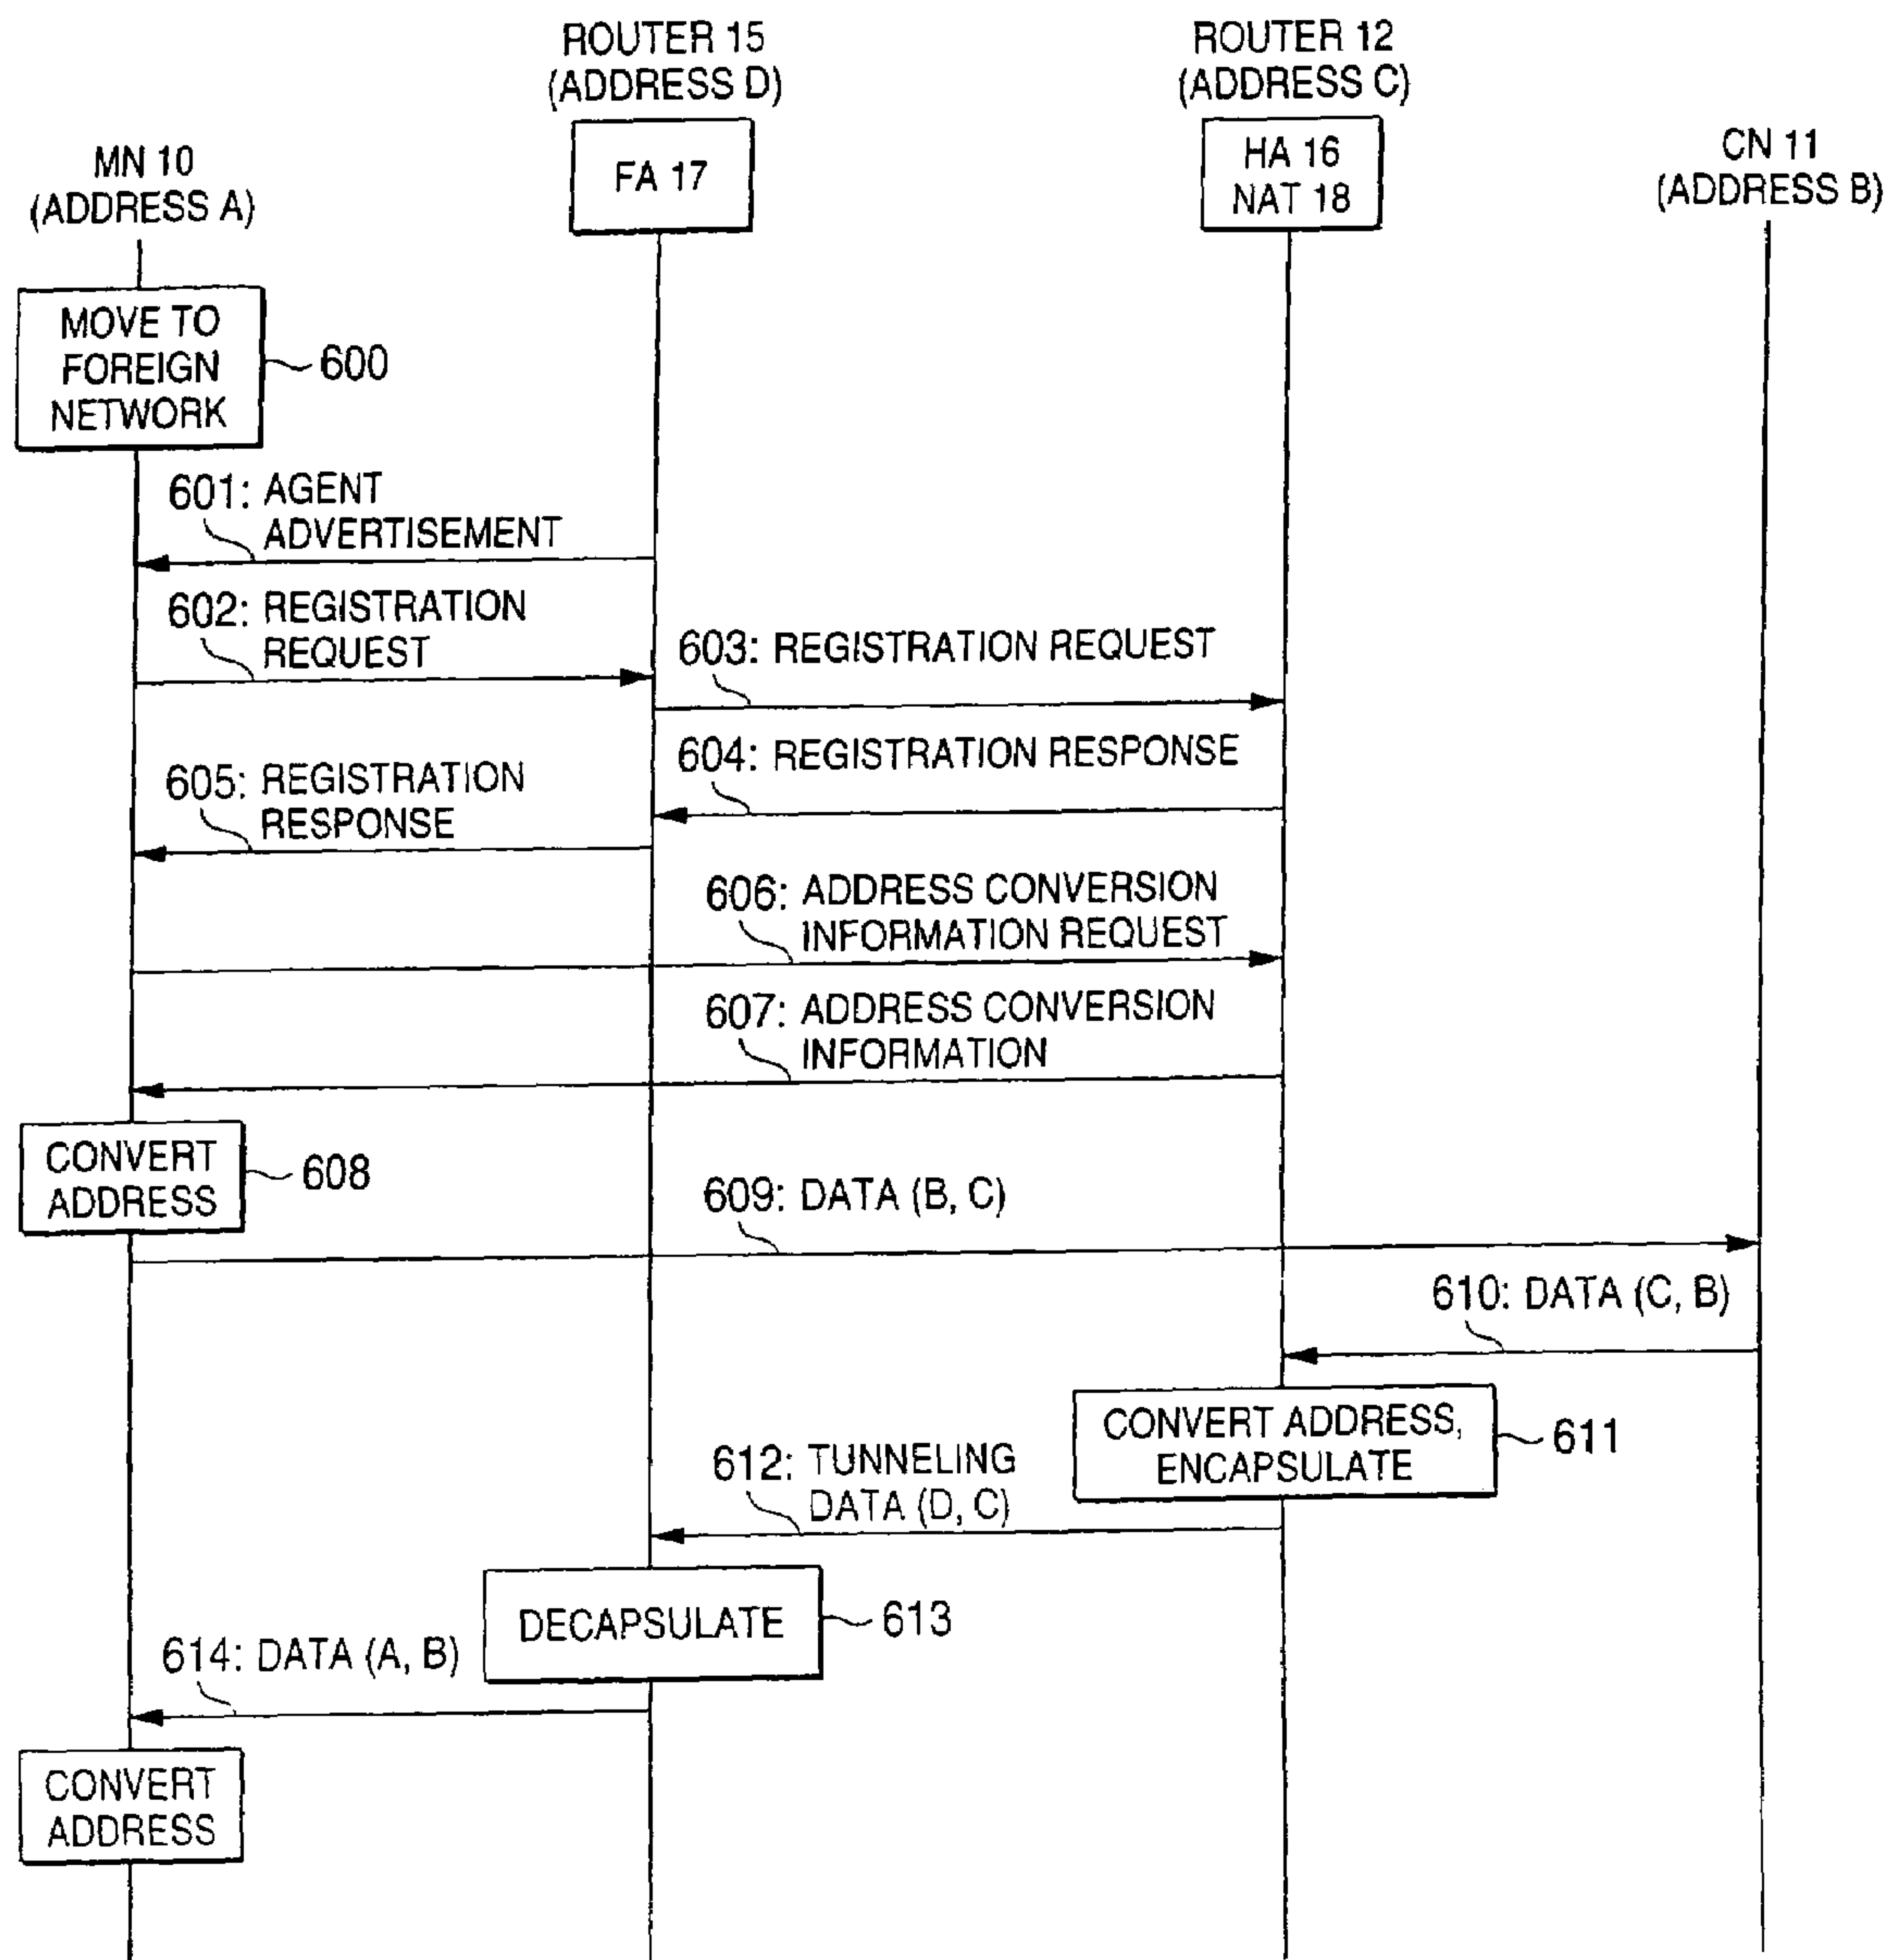 ROUTER 15
(ADDRESS D)
ROUTER 12
(ADDRESS C)
MN 10
(ADDRESS A)
FA 17
HA 16
NAT 18
CN 11
(ADDRESS B)
MOVE TO
FOREIGN
NETWORK
600
601: AGENT
ADVERTISEMENT
602: REGISTRATION
REQUEST
603: REGISTRATION REQUEST
604: REGISTRATION RESPONSE
605: REGISTRATION
RESPONSE
606: ADDRESS CONVERSION
INFORMATION REQUEST
607: ADDRESS CONVERSION
INFORMATION
CONVERT
ADDRESS
608
609: DATA (B, C)
610: DATA (C, B)
CONVERT ADDRESS,
ENCAPSULATE
611
612: TUNNELING
DATA (D, C)
DECAPSULATE
613
614: DATA (A, B)
CONVERT
ADDRESS